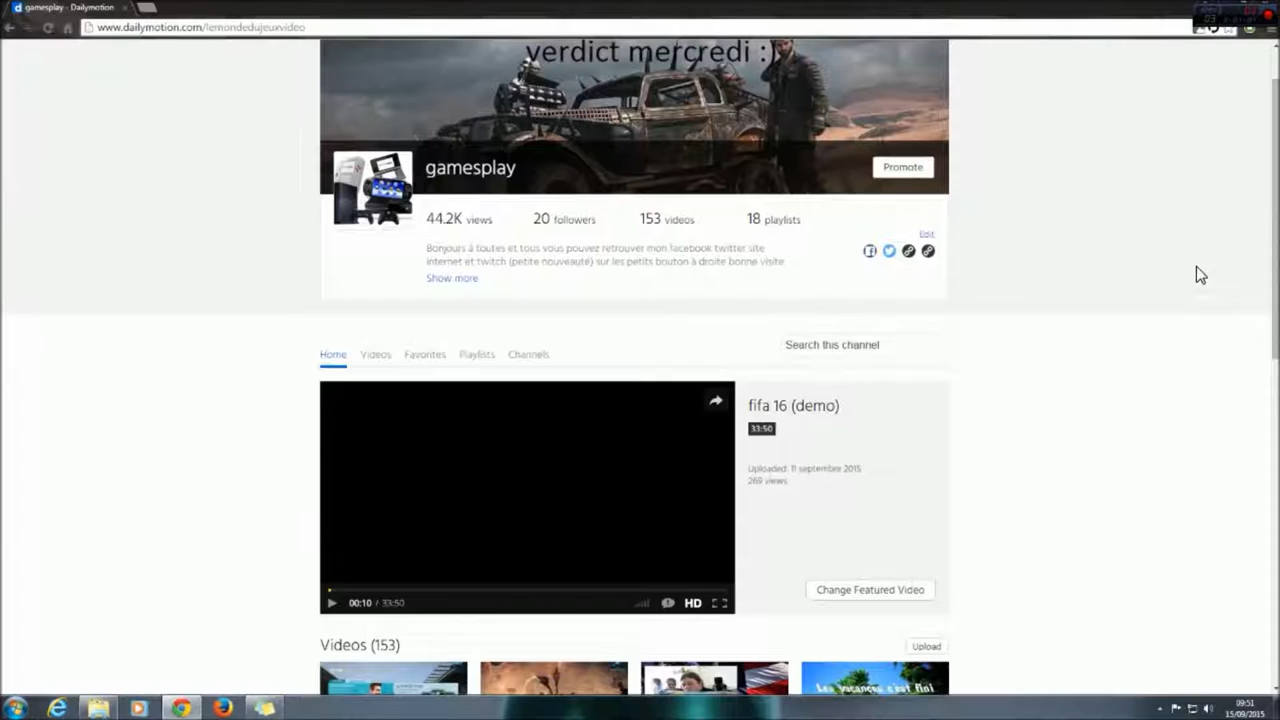 gamesplay - Dailymotion
www.dailymotion.com/lemondedujeuxvideo
verdict mercredi :)
gamesplay
Promote
44.2K views 20 followers 153 videos 18 playlists
Edit
Bonjours à toutes et tous vous pouvez retrouver mon facebook twitter site
internet et twitch (petite nouveauté) sur les petits bouton à droite bonne visite
Show more
Home Videos Favorites Playlists Channels
Search this channel
fifa 16 (demo)
33:50
Uploaded: 11 septembre 2015
269 views
Change Featured Video
00:10 / 33:50
HD
Videos (153)
Upload
Les vacances c'est fini
09:51
15/09/2015